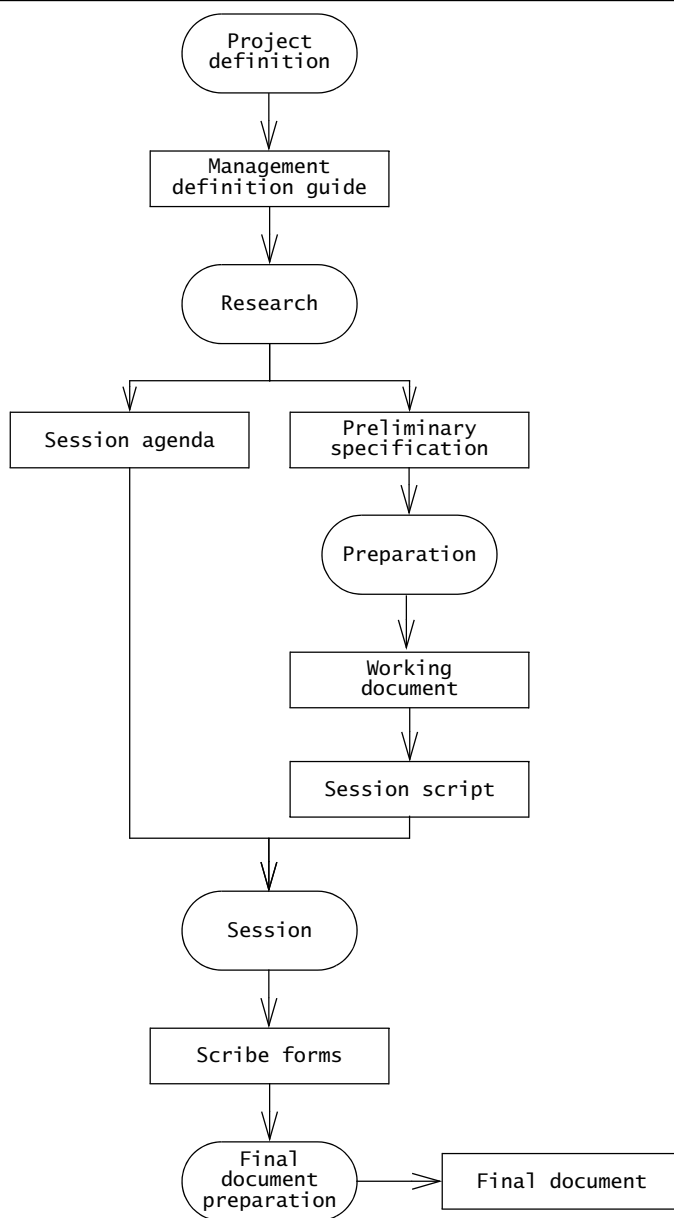 Project
definition
Management
definition guide
Research
Session agenda
Preliminary
specification
Preparation
Working
document
Session script
Session
Scribe forms
Final
document
preparation
Final document